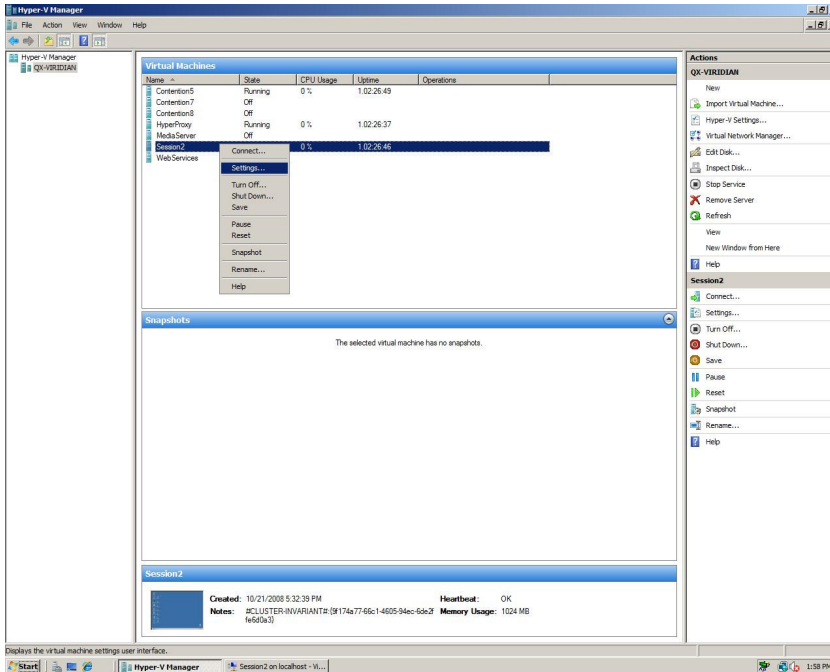 Hyper-V Manager
File Action View Window Help
Hyper-V Manager
QX-VIRIDIAN
Virtual Machines
Name State CPU Usage Uptime Operations
Contention5 Running 0 % 1.02:26:49
Contention7 Off
Contention8 Off
HyperProxy Running 0 % 1.02:26:37
MediaServer Off
Session2 0 % 1.02:26:46
WebServices
Connect...
Settings...
Turn Off...
Shut Down...
Save
Pause
Reset
Snapshot
Rename...
Help
Snapshots
The selected virtual machine has no snapshots.
Session2
Created: 10/21/2008 5:32:39 PM Heartbeat: OK
Notes: #CLUSTER-INVARIANT#:{9f174a77-66c1-4605-94ec-6de2f Memory Usage: 1024 MB
fe6d0a3}
Actions
QX-VIRIDIAN
New
Import Virtual Machine...
Hyper-V Settings...
Virtual Network Manager...
Edit Disk...
Inspect Disk...
Stop Service
Remove Server
Refresh
View
New Window from Here
Help
Session2
Connect...
Settings...
Turn Off...
Shut Down...
Save
Pause
Reset
Snapshot
Rename...
Help
Displays the virtual machine settings user interface.
Start Hyper-V Manager Session2 on localhost - Vi... 1:58 PM